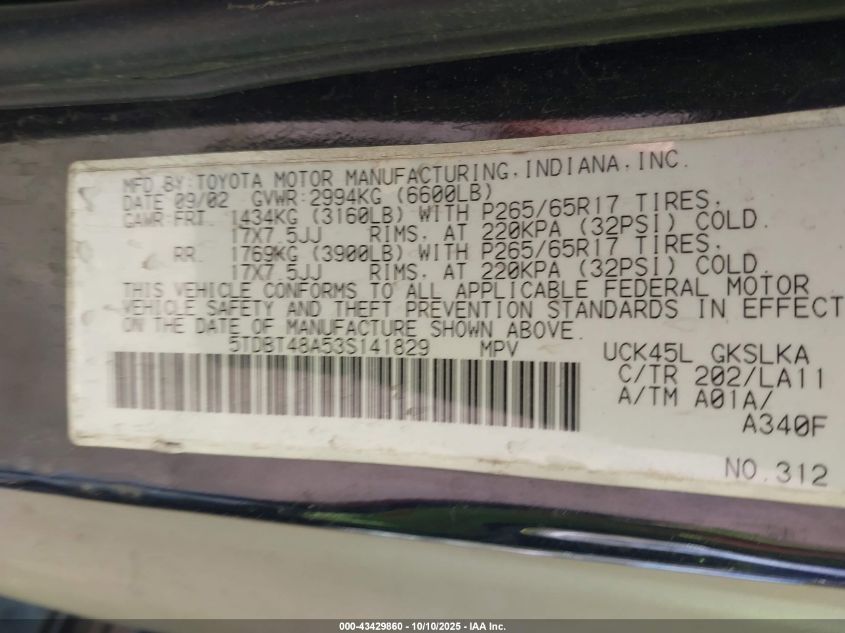 MFD.BY:TOYOTA MOTOR MANUFACTURING,INDIANA,INC.
DATE 09/02 GVWR:2994KG (6600LB)
GAWR:FRT. 1434KG (3160LB) WITH P265/65R17 TIRES.
17X7.5JJ RIMS. AT 220KPA (32PSI) COLD.
RR. 1769KG (3900LB) WITH P265/65R17 TIRES.
17X7.5JJ RIMS. AT 220KPA (32PSI) COLD.
THIS VEHICLE CONFORMS TO ALL APPLICABLE FEDERAL MOTOR
VEHICLE SAFETY AND THEFT PREVENTION STANDARDS IN EFFECT
ON THE DATE OF MANUFACTURE SHOWN ABOVE.
5TDBT48A53S141829 MPV
UCK45L GKSLKA
C/TR 202/LA11
A/TM A01A/
A340F
NO.312
000-43429860 - 10/10/2025 - IAA Inc.